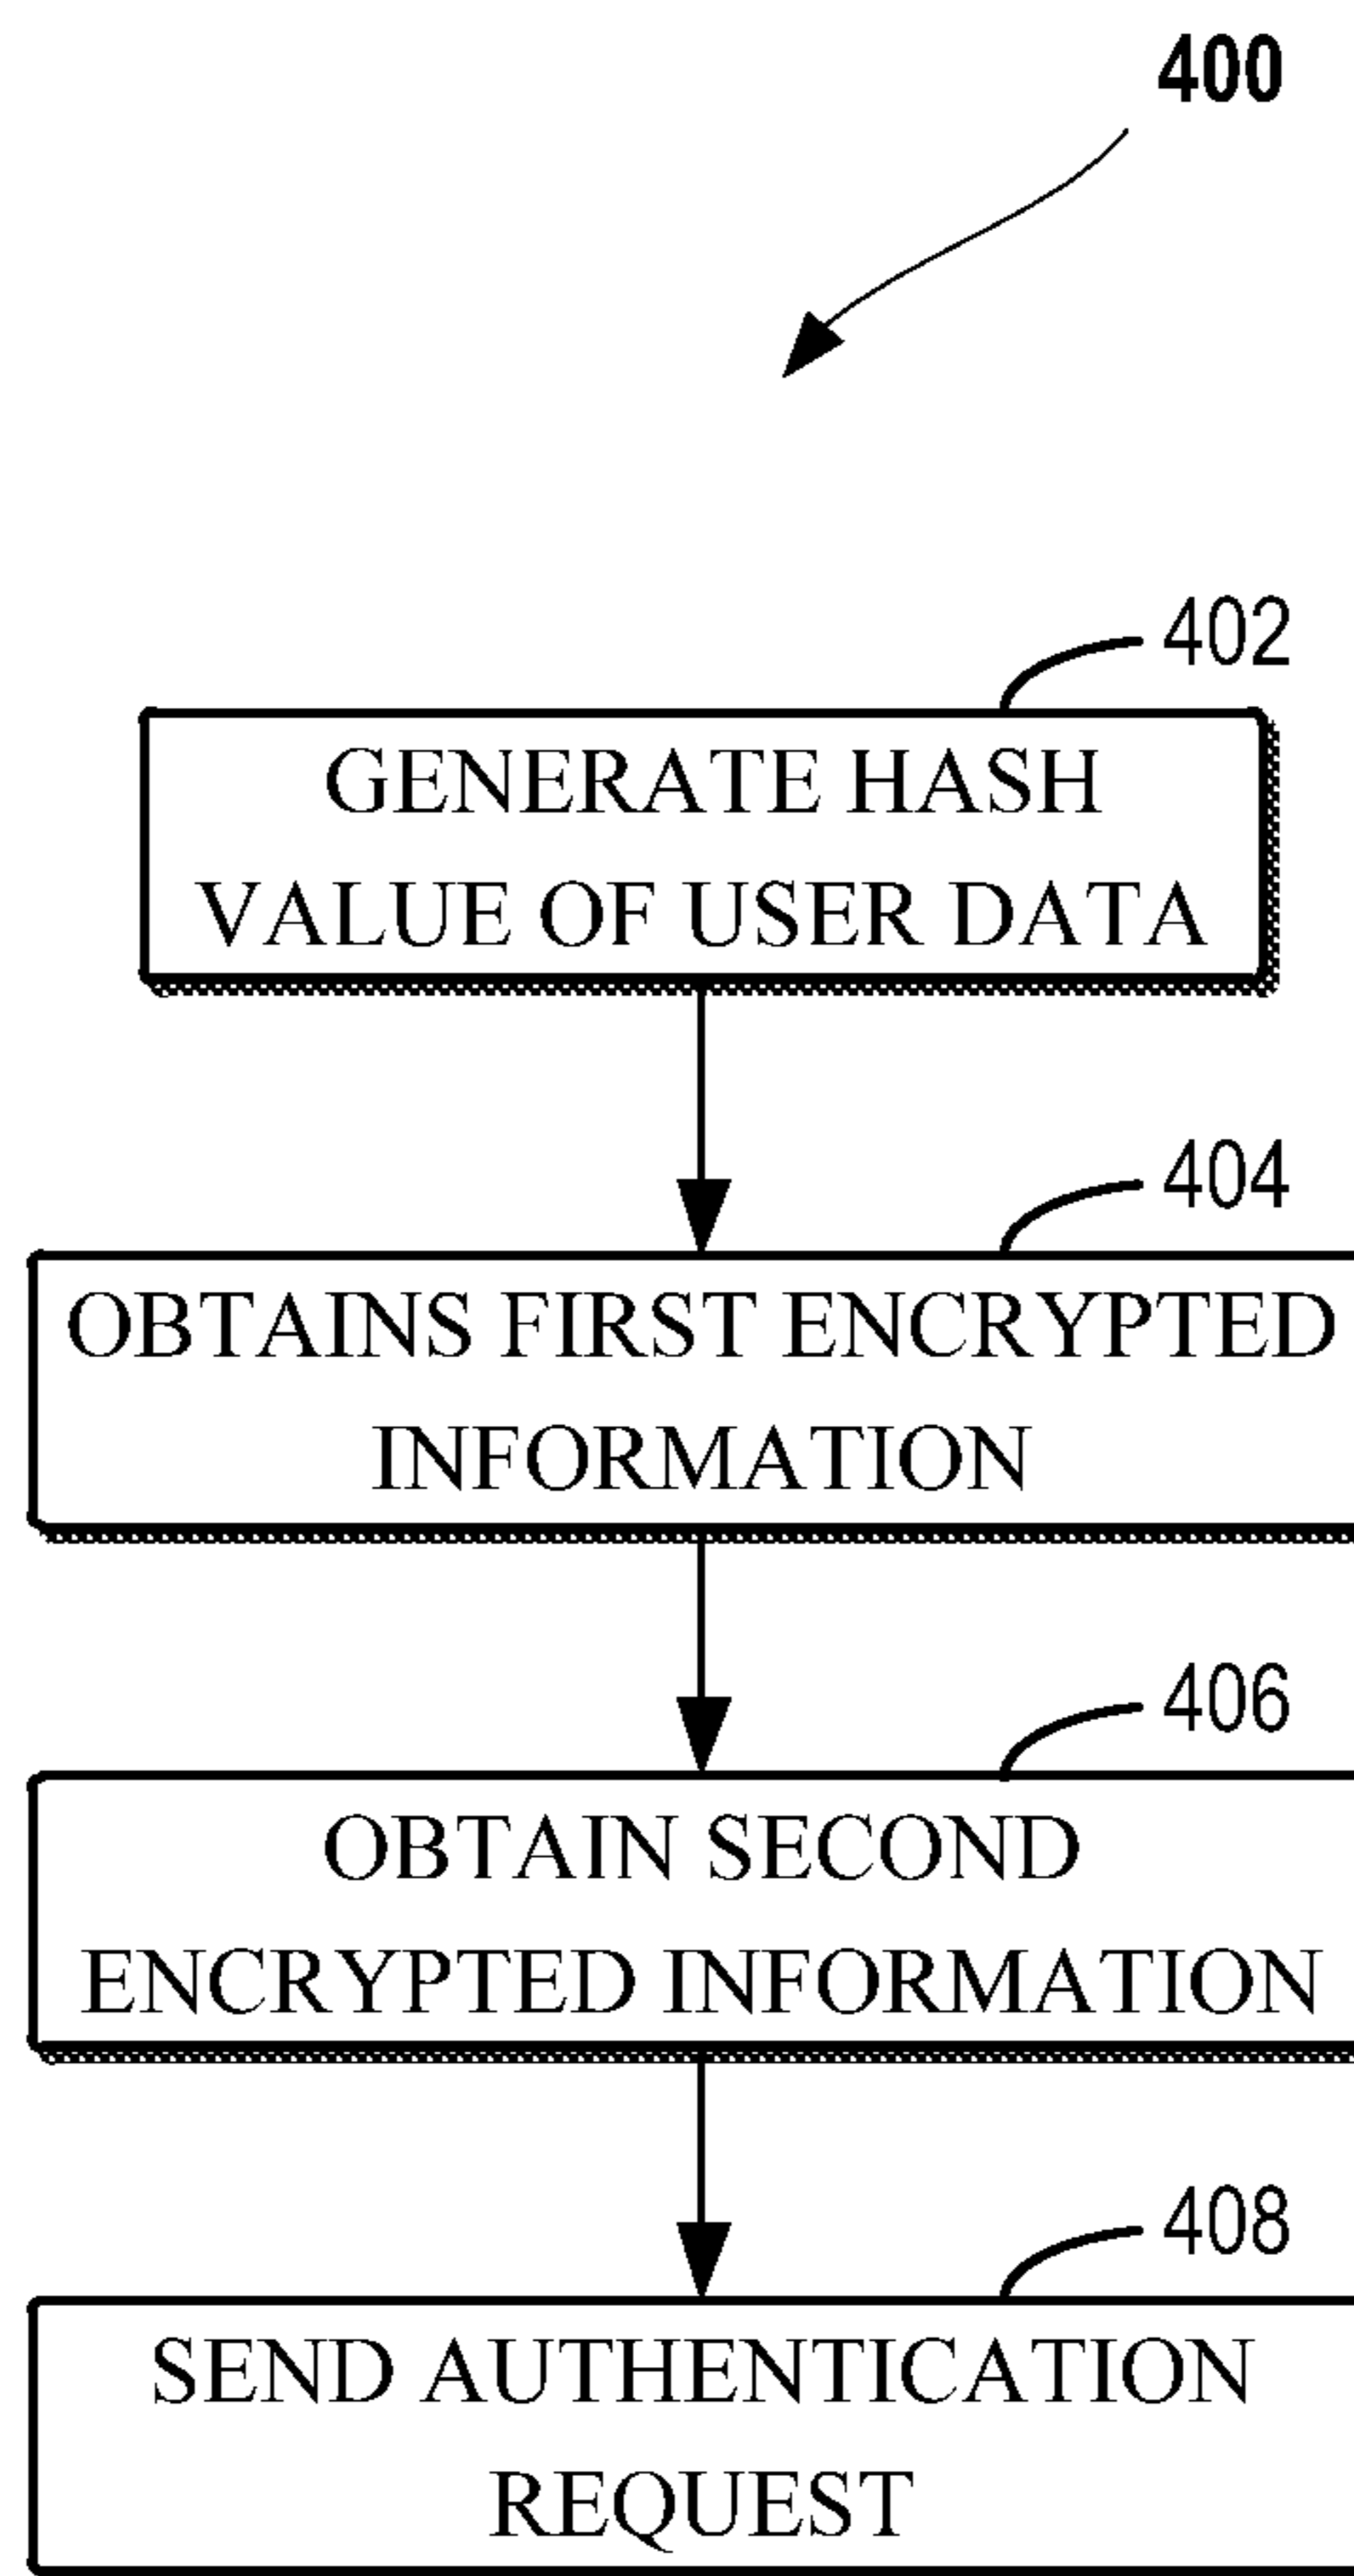 400
402
GENERATE HASH
VALUE OF USER DATA
404
OBTAINS FIRST ENCRYPTED
INFORMATION
406
OBTAIN SECOND
ENCRYPTED INFORMATION
408
SEND AUTHENTICATION
REQUEST